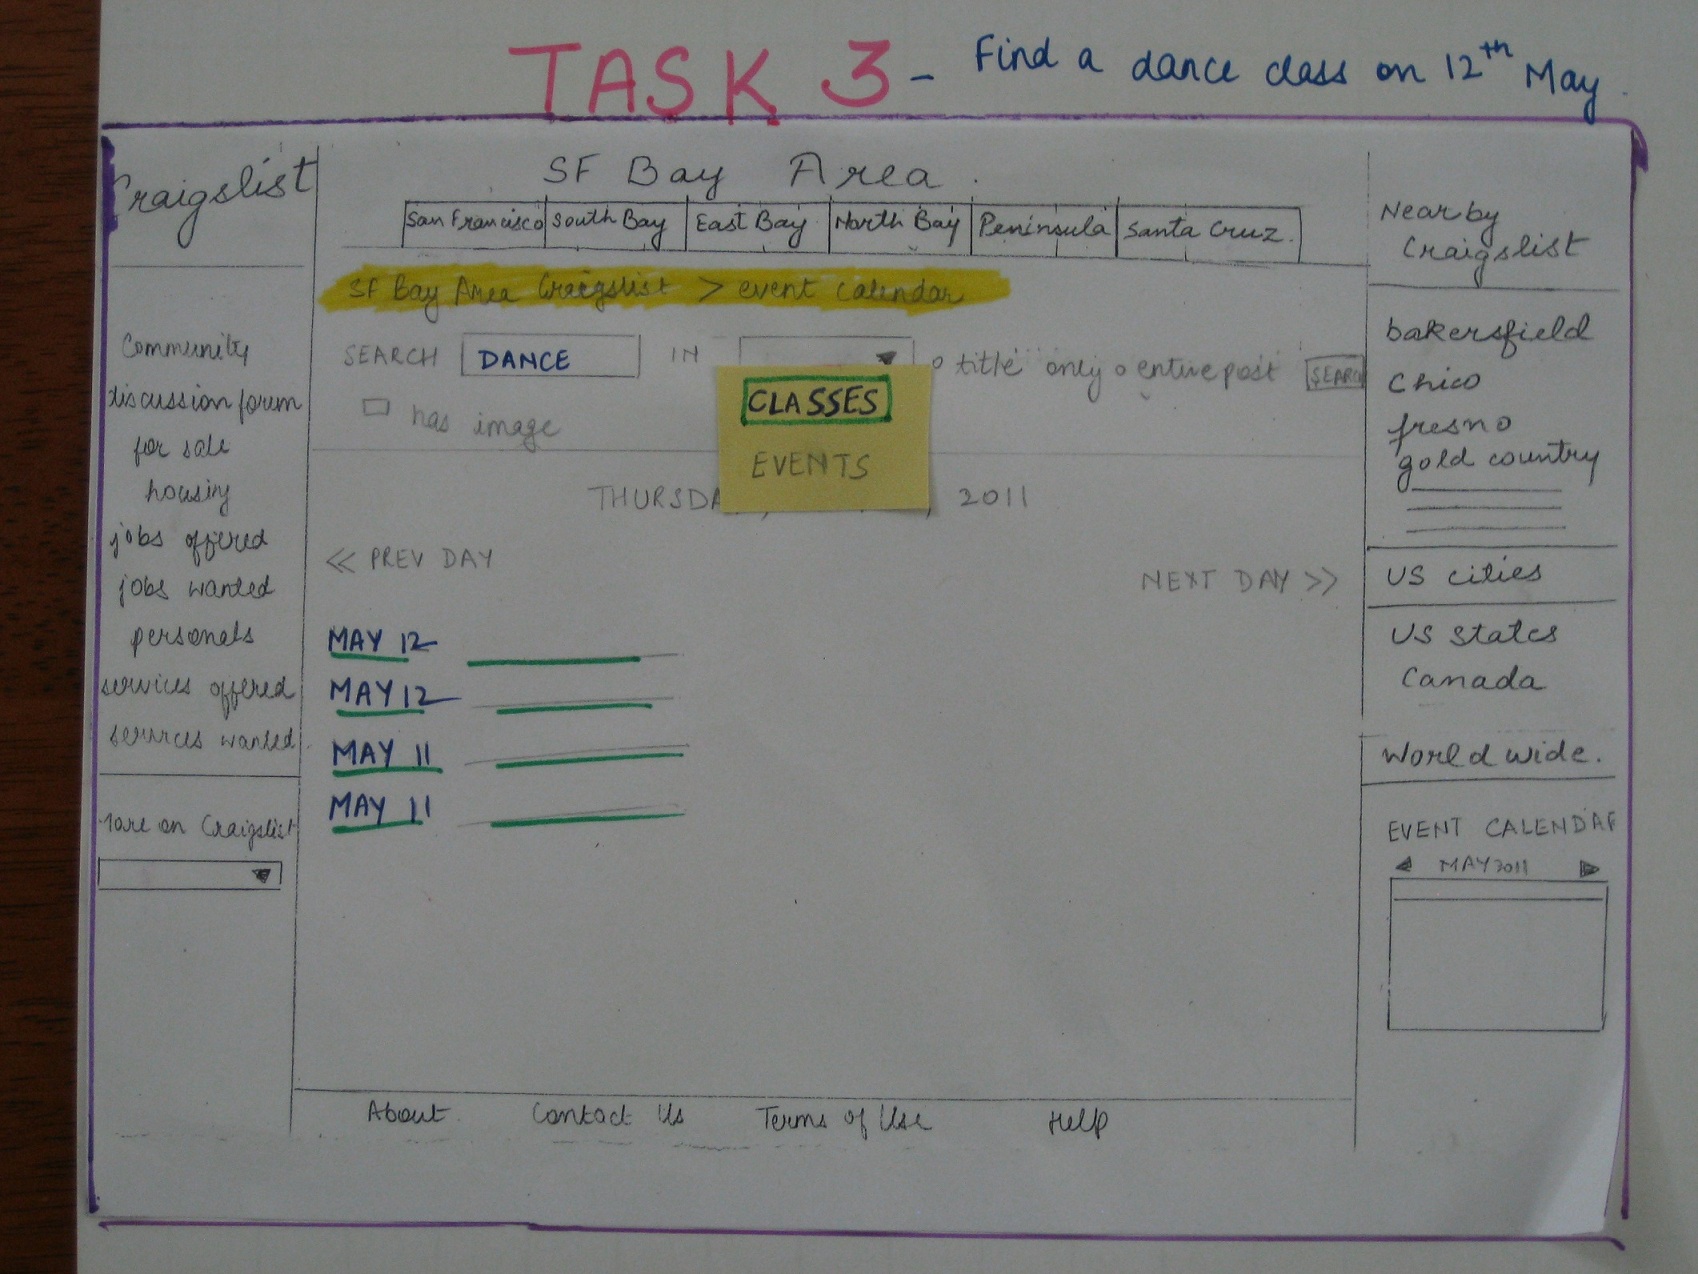 TASK 3 - Find a dance class on 12th May.
Craigslist
SF Bay Area.
San Francisco South Bay East Bay North Bay Peninsula Santa Cruz.
SF Bay Area Craigslist > event calendar
SEARCH DANCE IN
title only entire post SEARC
has image
CLASSES
EVENTS
THURSDA 2011
<< PREV DAY NEXT DAY >>
MAY 12
MAY 12
MAY 11
MAY 11
Community
discussion forum
for sale
housing
jobs offered
jobs wanted
personels
services offered
services wanted
More on Craigslist
Near by
Craigslist
bakersfield
chico
fresno
gold country
US cities
US states
Canada
World wide.
EVENT CALENDAR
MAY 2011
About Contact Us Terms of Use Help